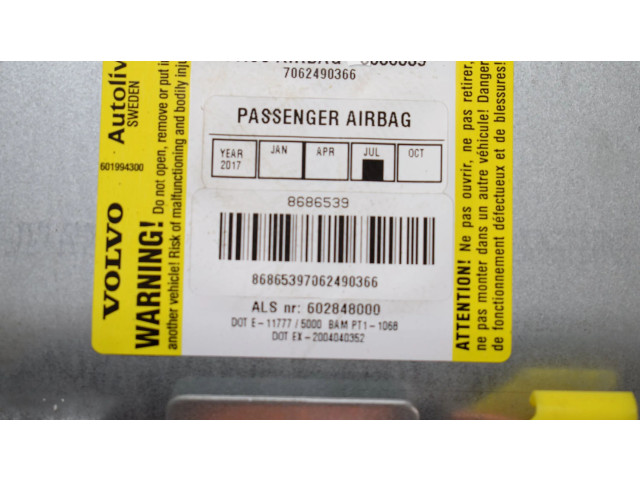 7062490366
PASSENGER AIRBAG
YEAR 2017
JAN
APR
JUL
OCT
8686539
86865397062490366
ALS nr: 602848000
DOT E-11777 / 5000 BAM PT1-1068
DOT EX-2004040352
Autoliv
SWEDEN
601994300
VOLVO
WARNING! Do not open, remove or put in
another vehicle! Risk of malfunctioning and bodily inju
ATTENTION! Ne pas ouvrir, ne pas retirer,
ne pas monter dans un autre véhicule! Danger
de fonctionnement défectueux et de blessures!